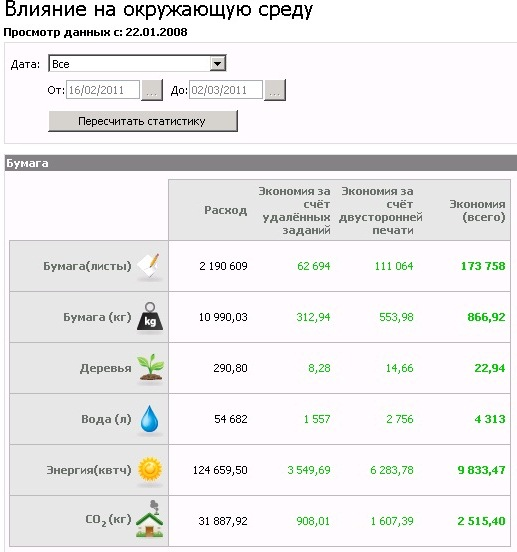 Влияние на окружающую среду
Просмотр данных с: 22.01.2008
Дата: Все
От: 16/02/2011 ... До: 02/03/2011 ...
Пересчитать статистику
Бумага
Расход Экономия за счёт удалённых заданий Экономия за счёт двусторонней печати Экономия (всего)
Бумага(листы) 2 190 609 62 694 111 064 173 758
kg
Бумага (кг) 10 990,03 312,94 553,98 866,92
Деревья 290,80 8,28 14,66 22,94
Вода (л) 54 682 1 557 2 756 4 313
Энергия(квтч) 124 659,50 3 549,69 6 283,78 9 833,47
CO2 (кг) 31 887,92 908,01 1 607,39 2 515,40